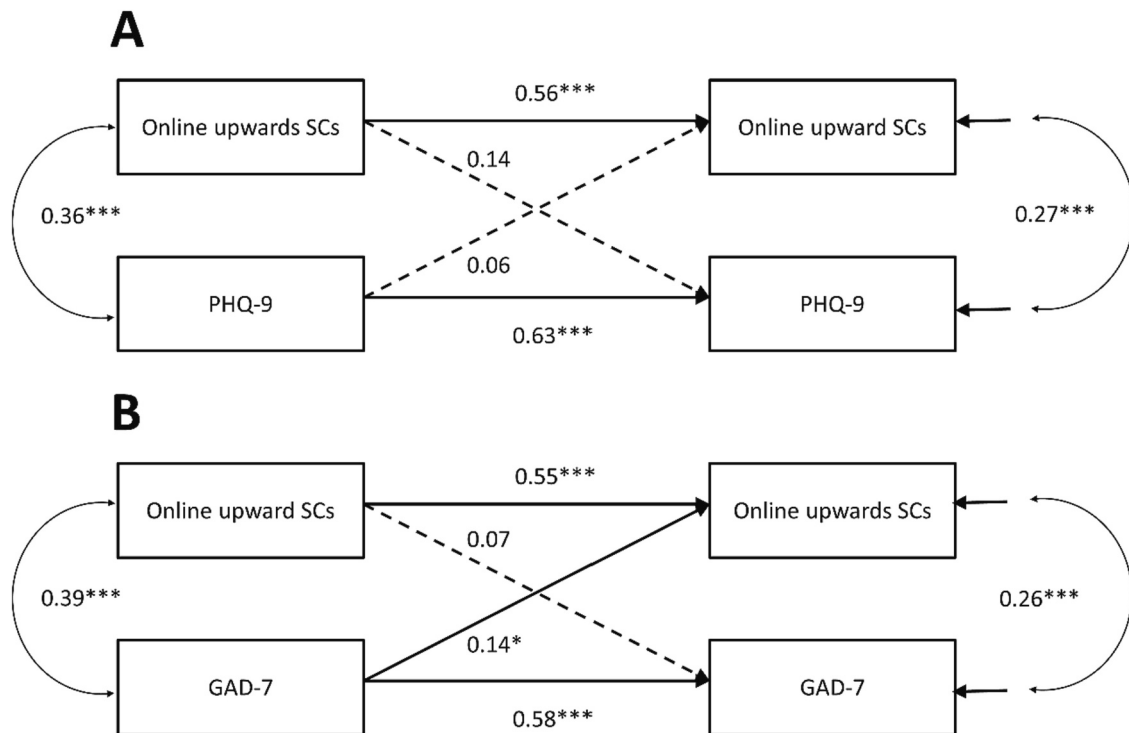 A
0.56***
Online upwards SCs
Online upward SCs
0.14
0.36***
0.27***
0.06
PHQ-9
PHQ-9
0.63***
B
0.55***
Online upward SCs
Online upwards SCs
0.07
0.39***
0.26***
0.14*
GAD-7
GAD-7
0.58***